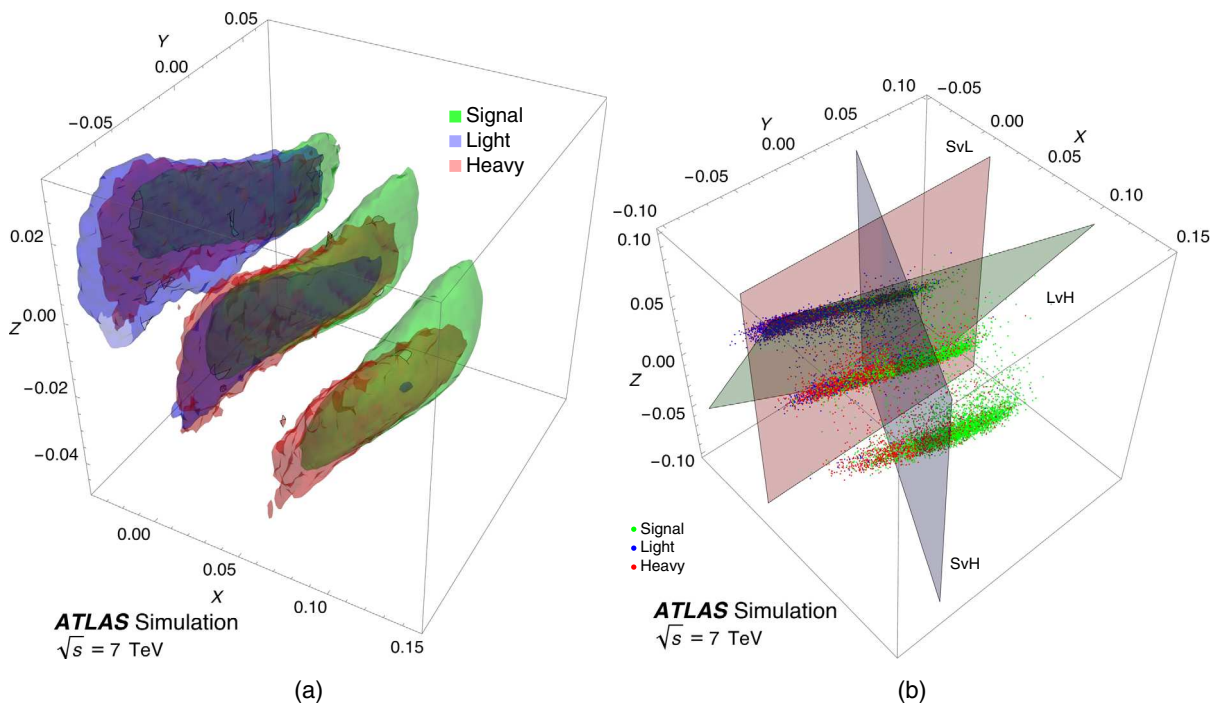 0.05
Y
0.00
−0.05
Signal
Light
Heavy
0.02
Z
0.00
−0.02
−0.04
0.00
0.05
X
0.10
0.15
ATLAS Simulation
√s = 7 TeV
(a)
0.10
−0.05
0.05
SvL
0.00
Y
0.00
X
−0.05
0.05
−0.10
0.10
0.10
0.15
0.05
LvH
0.00
Z
−0.05
−0.10
Signal
Light
Heavy
SvH
ATLAS Simulation
√s = 7 TeV
(b)